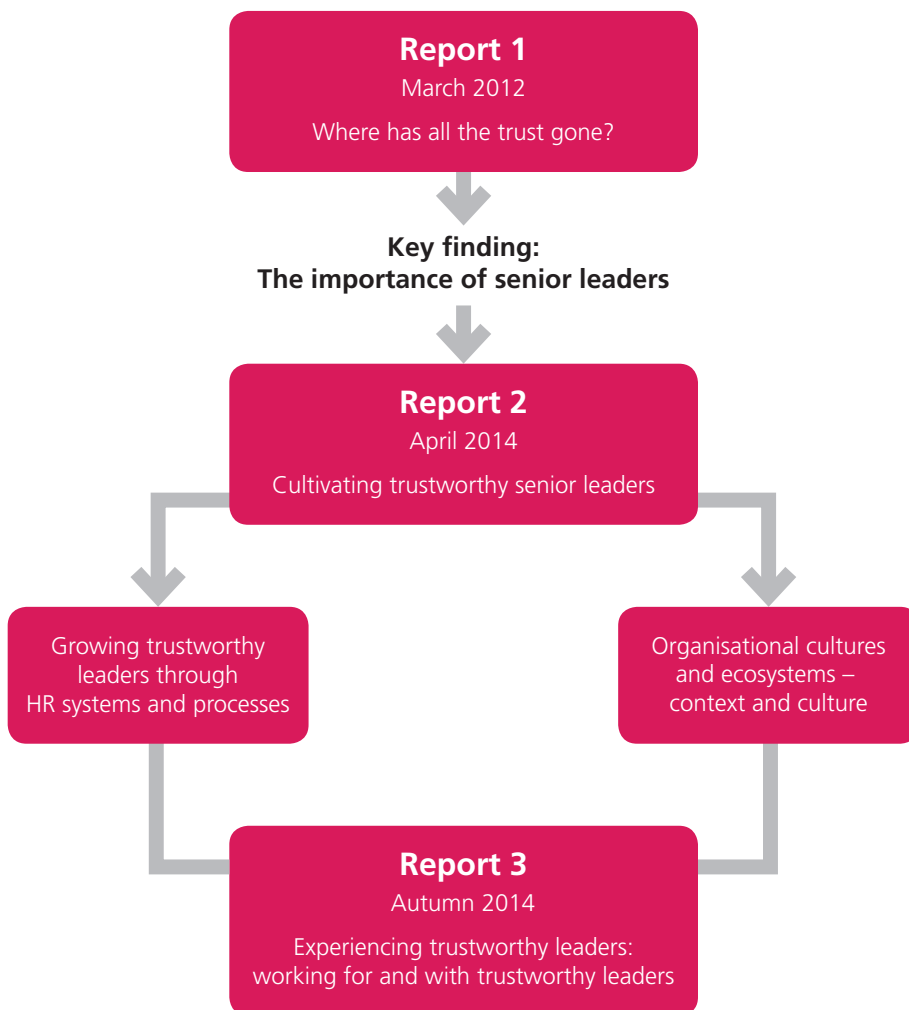 Report 1
March 2012
Where has all the trust gone?
Key finding:
The importance of senior leaders
Report 2
April 2014
Cultivating trustworthy senior leaders
Growing trustworthy
leaders through
HR systems and processes
Organisational cultures
and ecosystems –
context and culture
Report 3
Autumn 2014
Experiencing trustworthy leaders:
working for and with trustworthy leaders